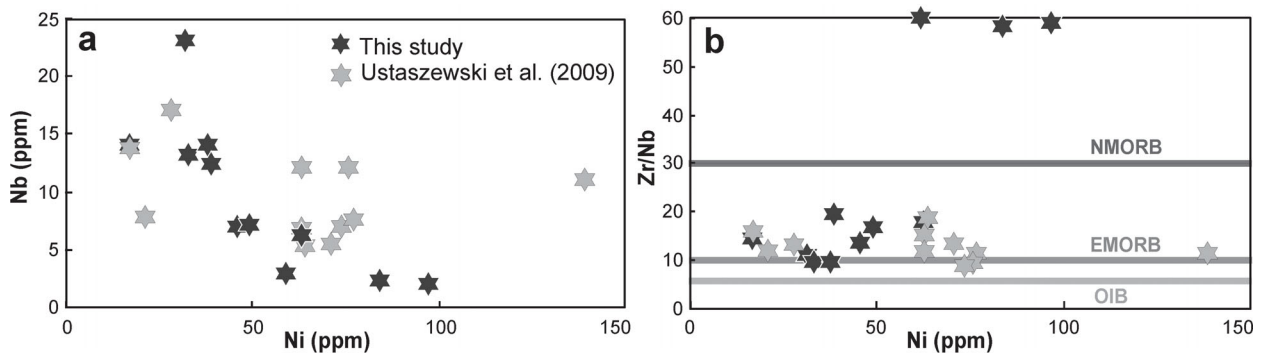 a
This study
Ustaszewski et al. (2009)
Nb (ppm)
25
20
15
10
5
0
0 50 100 150
Ni (ppm)
b
Zr/Nb
60
50
40
30
20
10
0
NMORB
EMORB
OIB
0 50 100 150
Ni (ppm)